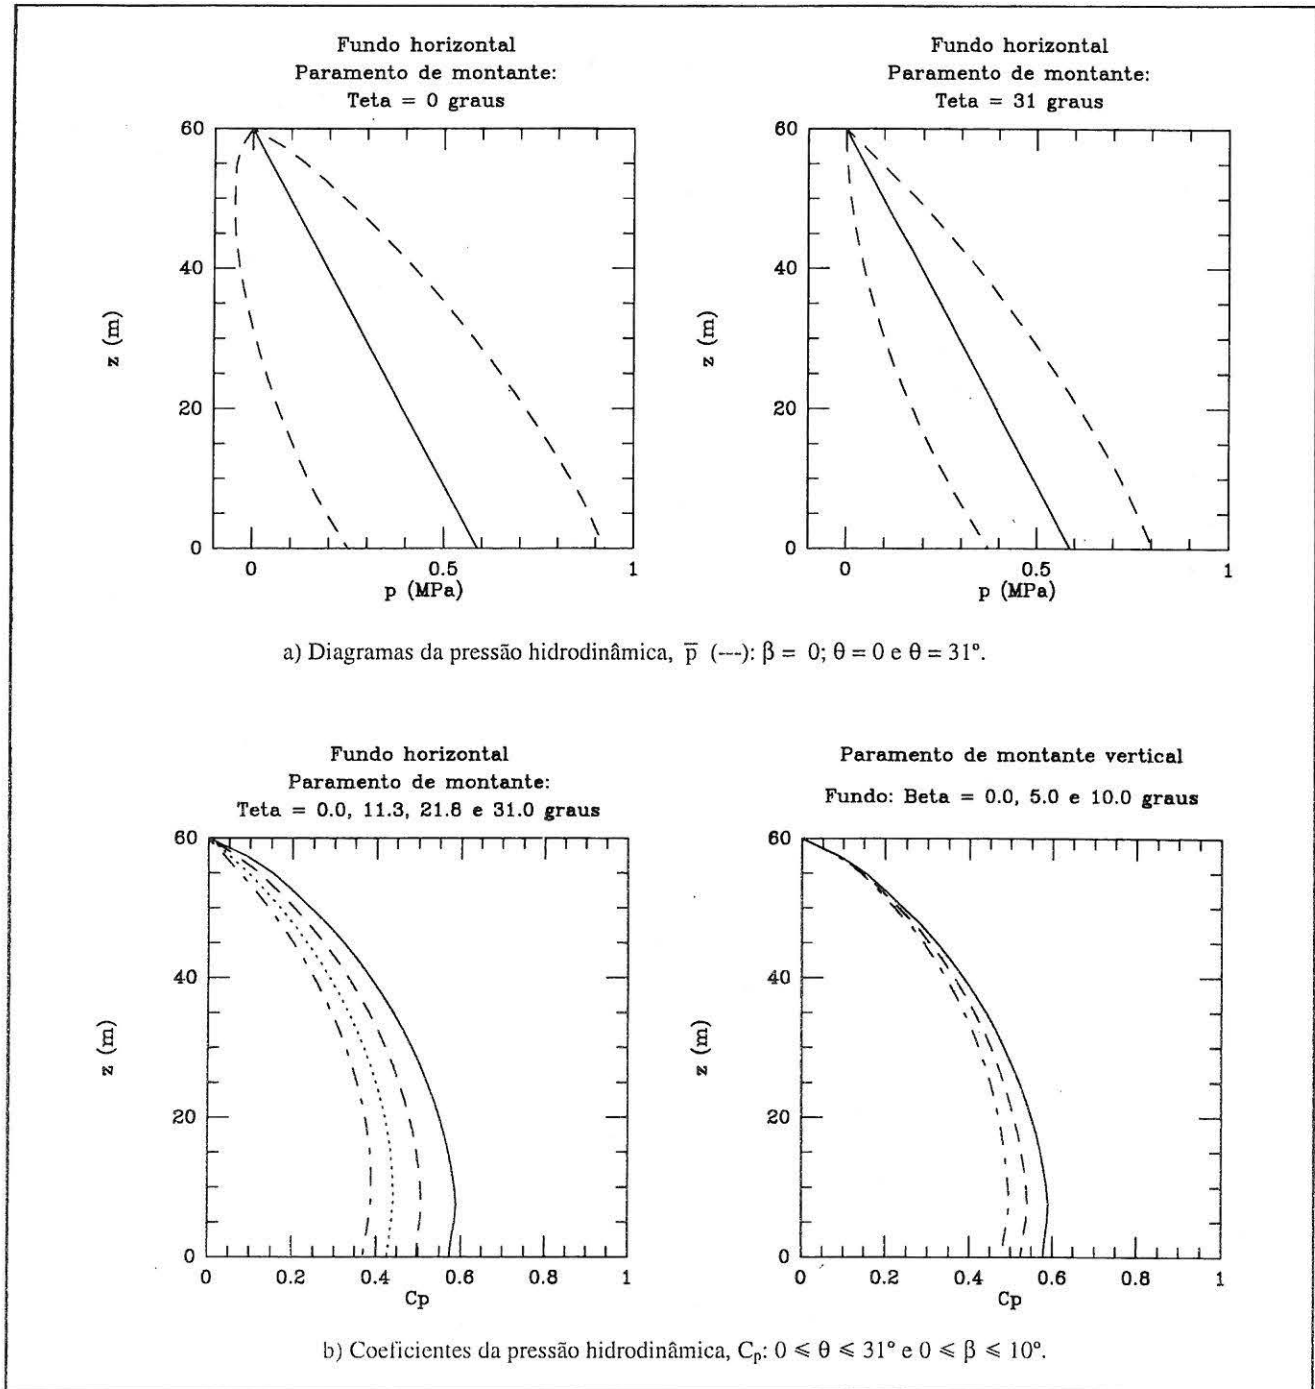 Fundo horizontal
Paramento de montante:
Teta = 0 graus
60
40
20
0
z (m)
0
0.5
1
p (MPa)
Fundo horizontal
Paramento de montante:
Teta = 31 graus
60
40
20
0
z (m)
0
0.5
1
p (MPa)
a) Diagramas da pressão hidrodinâmica, p̅ (---): β = 0; θ = 0 e θ = 31º.
Fundo horizontal
Paramento de montante:
Teta = 0.0, 11.3, 21.8 e 31.0 graus
60
40
20
0
z (m)
0
0.2
0.4
0.6
0.8
1
Cp
Paramento de montante vertical
Fundo: Beta = 0.0, 5.0 e 10.0 graus
60
40
20
0
z (m)
0
0.2
0.4
0.6
0.8
1
Cp
b) Coeficientes da pressão hidrodinâmica, Cₚ: 0 ⩽ θ ⩽ 31º e 0 ⩽ β ⩽ 10º.